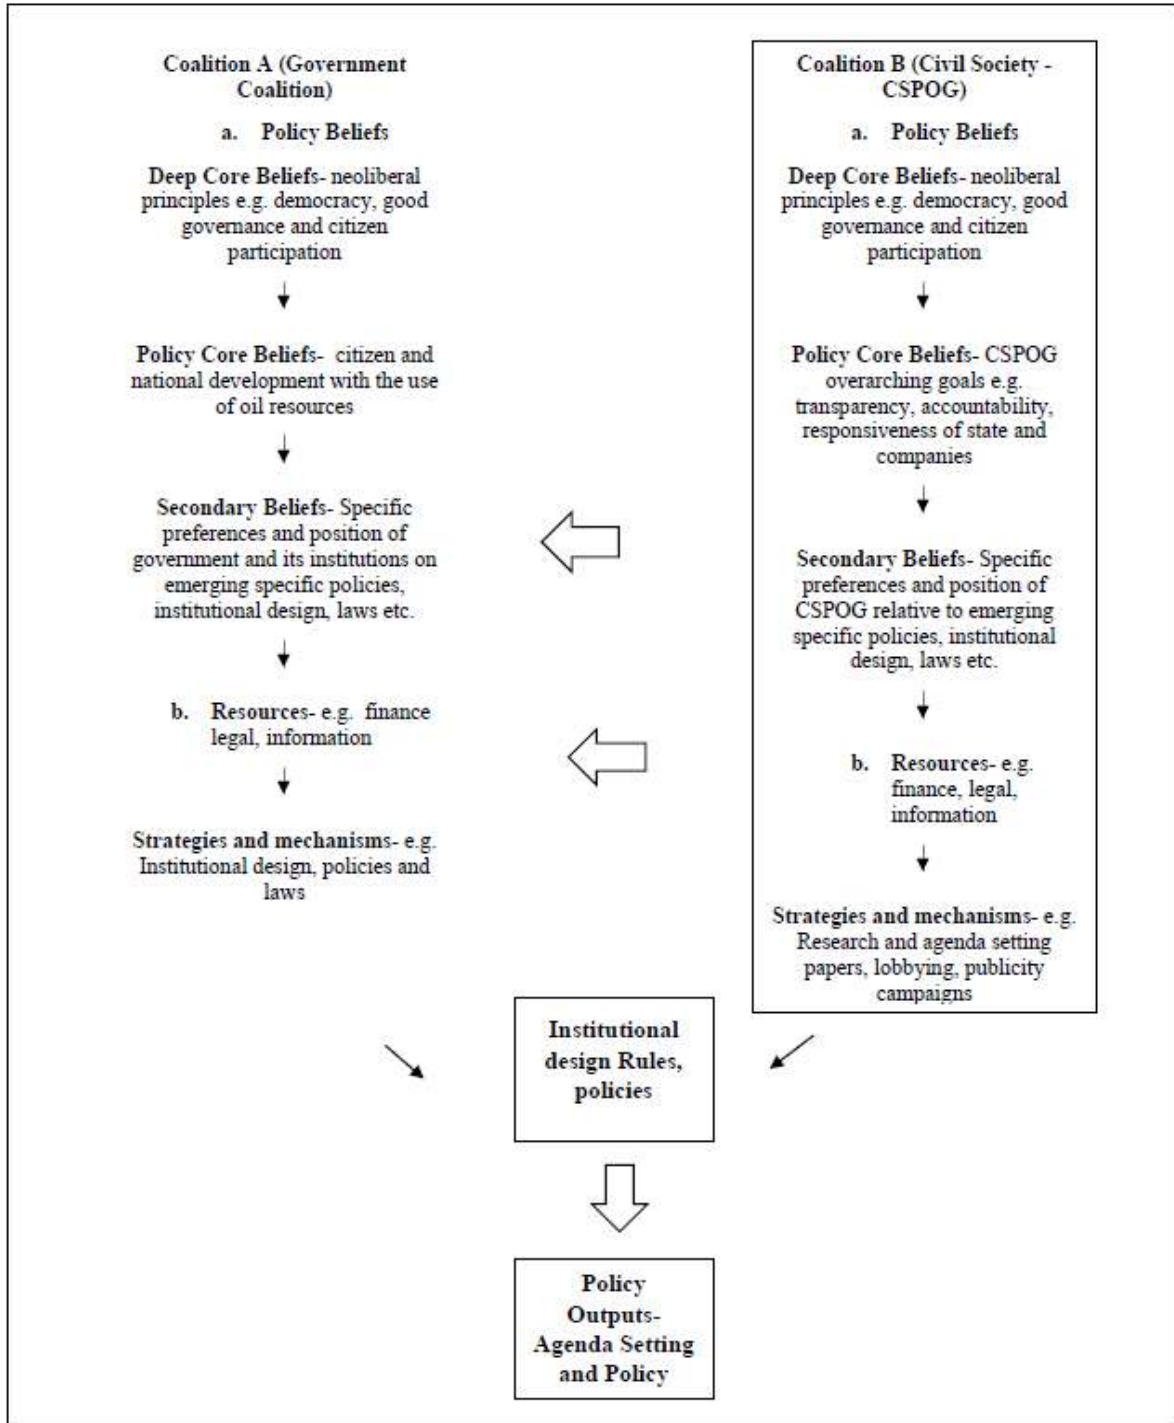 Coalition A (Government
Coalition)
a. Policy Beliefs
Deep Core Beliefs- neoliberal
principles e.g. democracy, good
governance and citizen
participation
Policy Core Beliefs- citizen and
national development with the use
of oil resources
Secondary Beliefs- Specific
preferences and position of
government and its institutions on
emerging specific policies,
institutional design, laws etc.
b. Resources- e.g. finance
legal, information
Strategies and mechanisms- e.g.
Institutional design, policies and
laws
Coalition B (Civil Society -
CSPOG)
a. Policy Beliefs
Deep Core Beliefs- neoliberal
principles e.g. democracy, good
governance and citizen
participation
Policy Core Beliefs- CSPOG
overarching goals e.g.
transparency, accountability,
responsiveness of state and
companies
Secondary Beliefs- Specific
preferences and position of
CSPOG relative to emerging
specific policies, institutional
design, laws etc.
b. Resources- e.g.
finance, legal,
information
Strategies and mechanisms- e.g.
Research and agenda setting
papers, lobbying, publicity
campaigns
Institutional
design Rules,
policies
Policy
Outputs-
Agenda Setting
and Policy